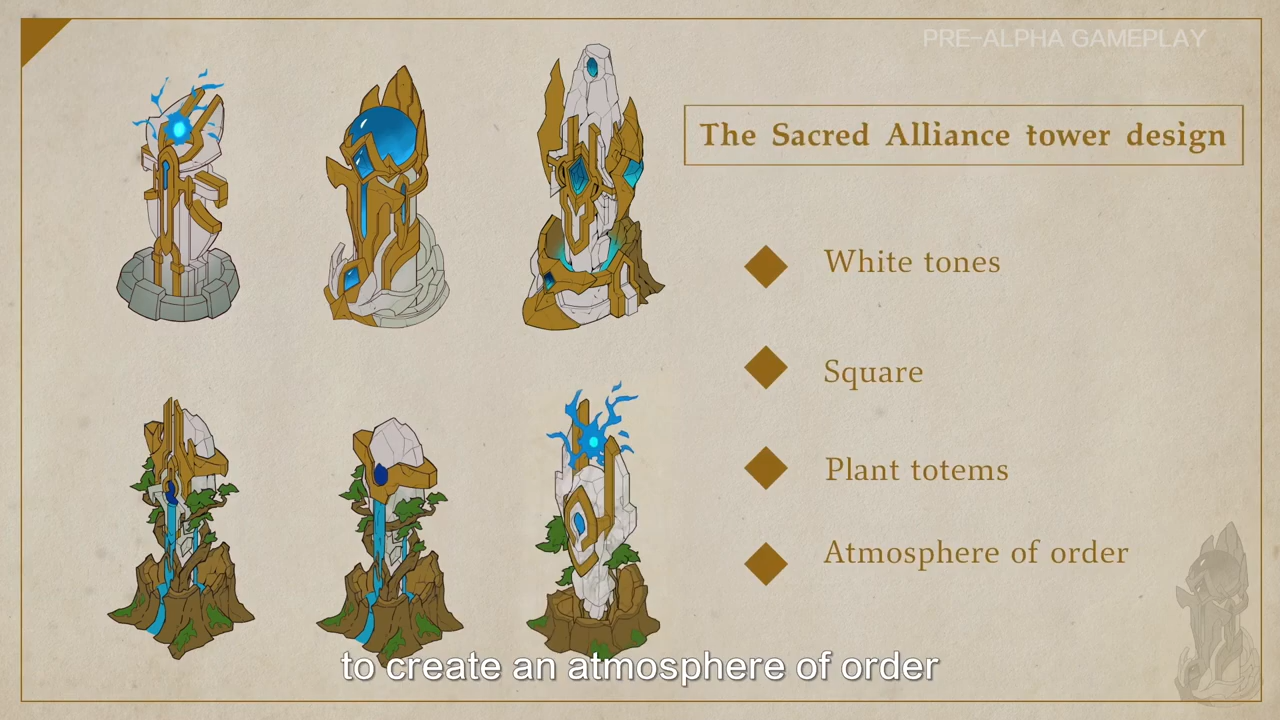 PRE-ALPHA GAMEPLAY
The Sacred Alliance tower design
White tones
Square
Plant totems
Atmosphere of order
to create an atmosphere of order